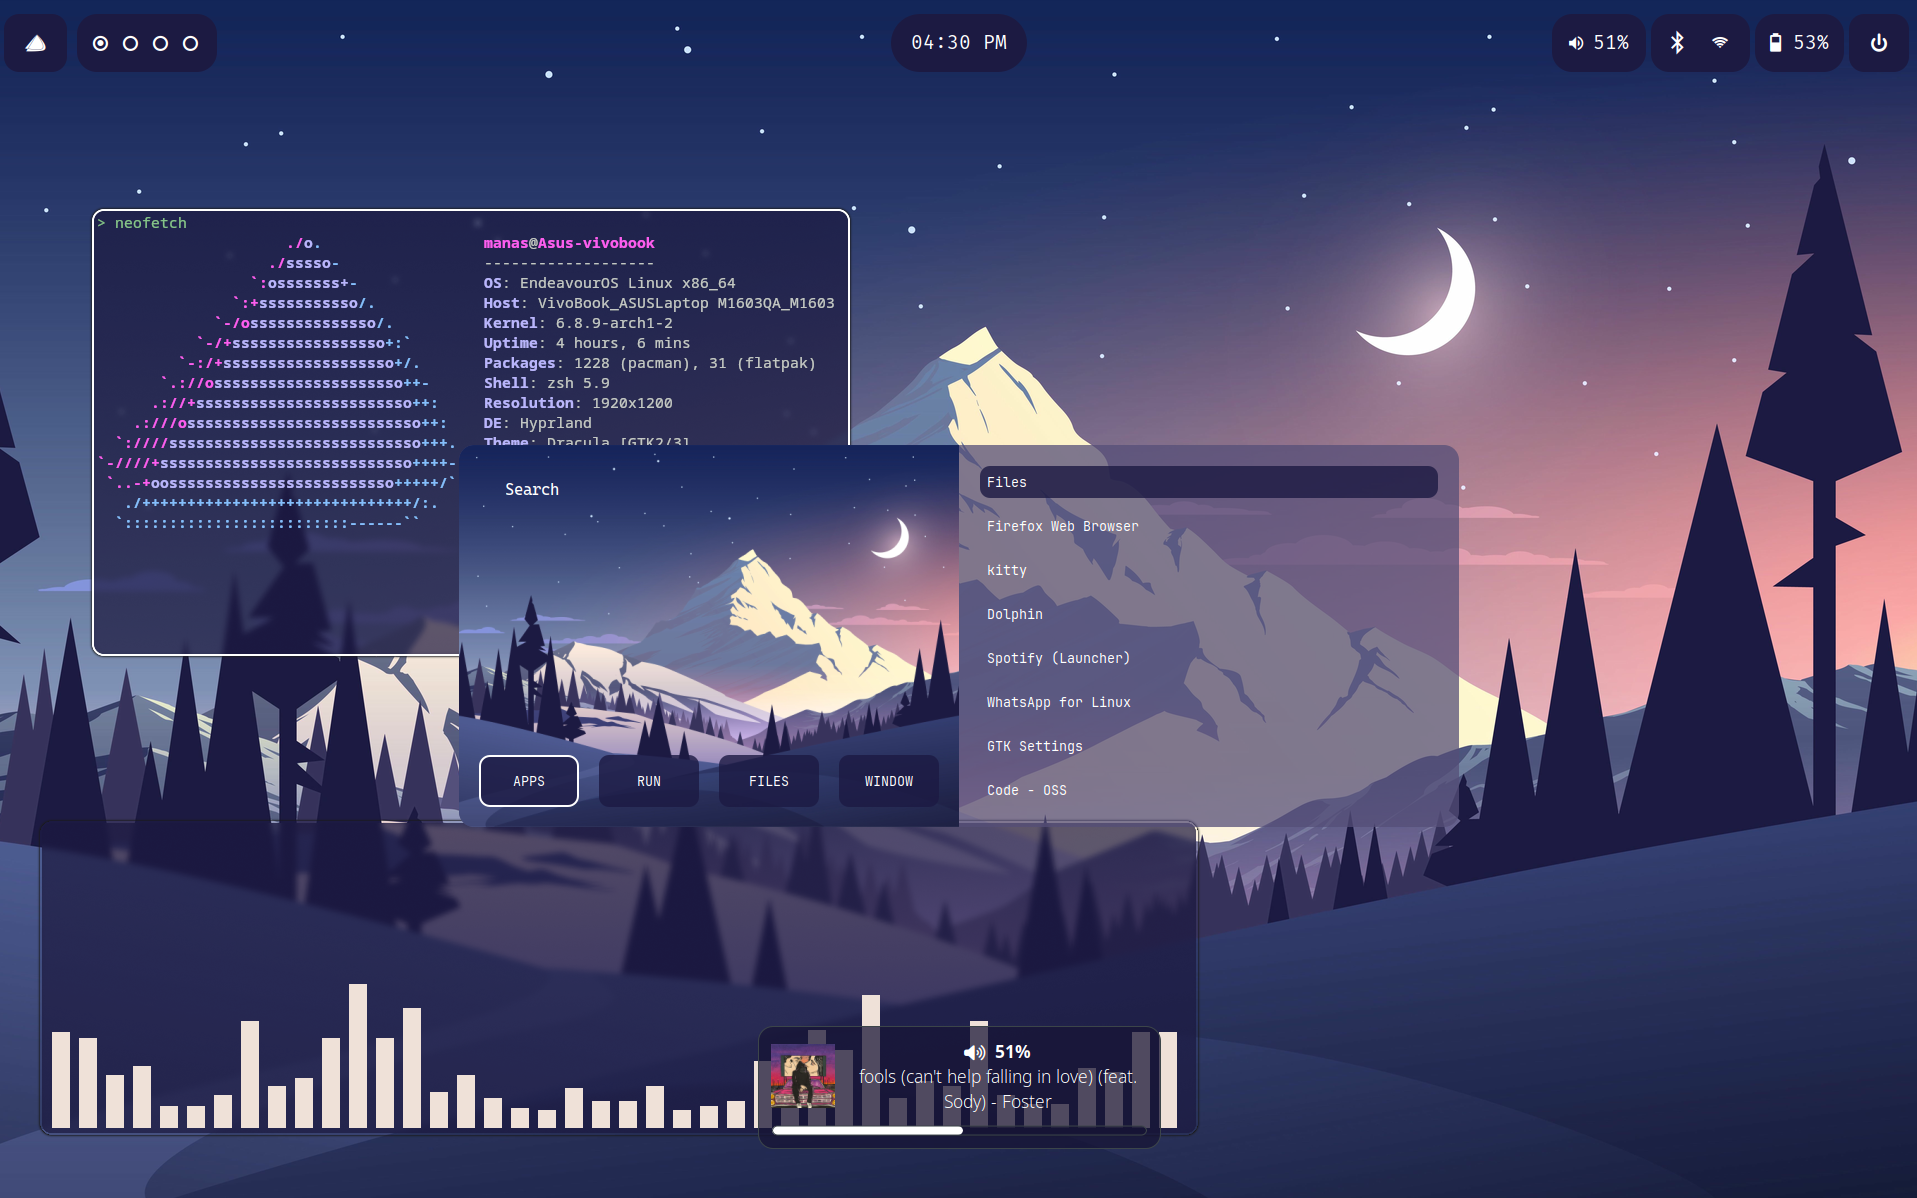 04:30 PM
51%
53%
> neofetch
./o.
./sssso-
`:osssssss+-
`:+sssssssssso/.
`-/ossssssssssssso/.
`-/+sssssssssssssssso+:`
`-:/+sssssssssssssssssso+/.
`.://osssssssssssssssssssso++-
.://+ssssssssssssssssssssssso++:
.:///ossssssssssssssssssssssssso++:
`:////ssssssssssssssssssssssssssso+++.
`-////+ssssssssssssssssssssssssssso++++-
`..-+oossssssssssssssssssssssssso+++++/`
./++++++++++++++++++++++++++++++/:.
`:::::::::::::::::::::::::------``
manas@Asus-vivobook
-------------------
OS: EndeavourOS Linux x86_64
Host: VivoBook_ASUSLaptop M1603QA_M1603
Kernel: 6.8.9-arch1-2
Uptime: 4 hours, 6 mins
Packages: 1228 (pacman), 31 (flatpak)
Shell: zsh 5.9
Resolution: 1920x1200
DE: Hyprland
Theme: Dracula [GTK2/3]
Search
APPS
RUN
FILES
WINDOW
Files
Firefox Web Browser
kitty
Dolphin
Spotify (Launcher)
WhatsApp for Linux
GTK Settings
Code - OSS
51%
fools (can't help falling in love) (feat.
Sody) - Foster